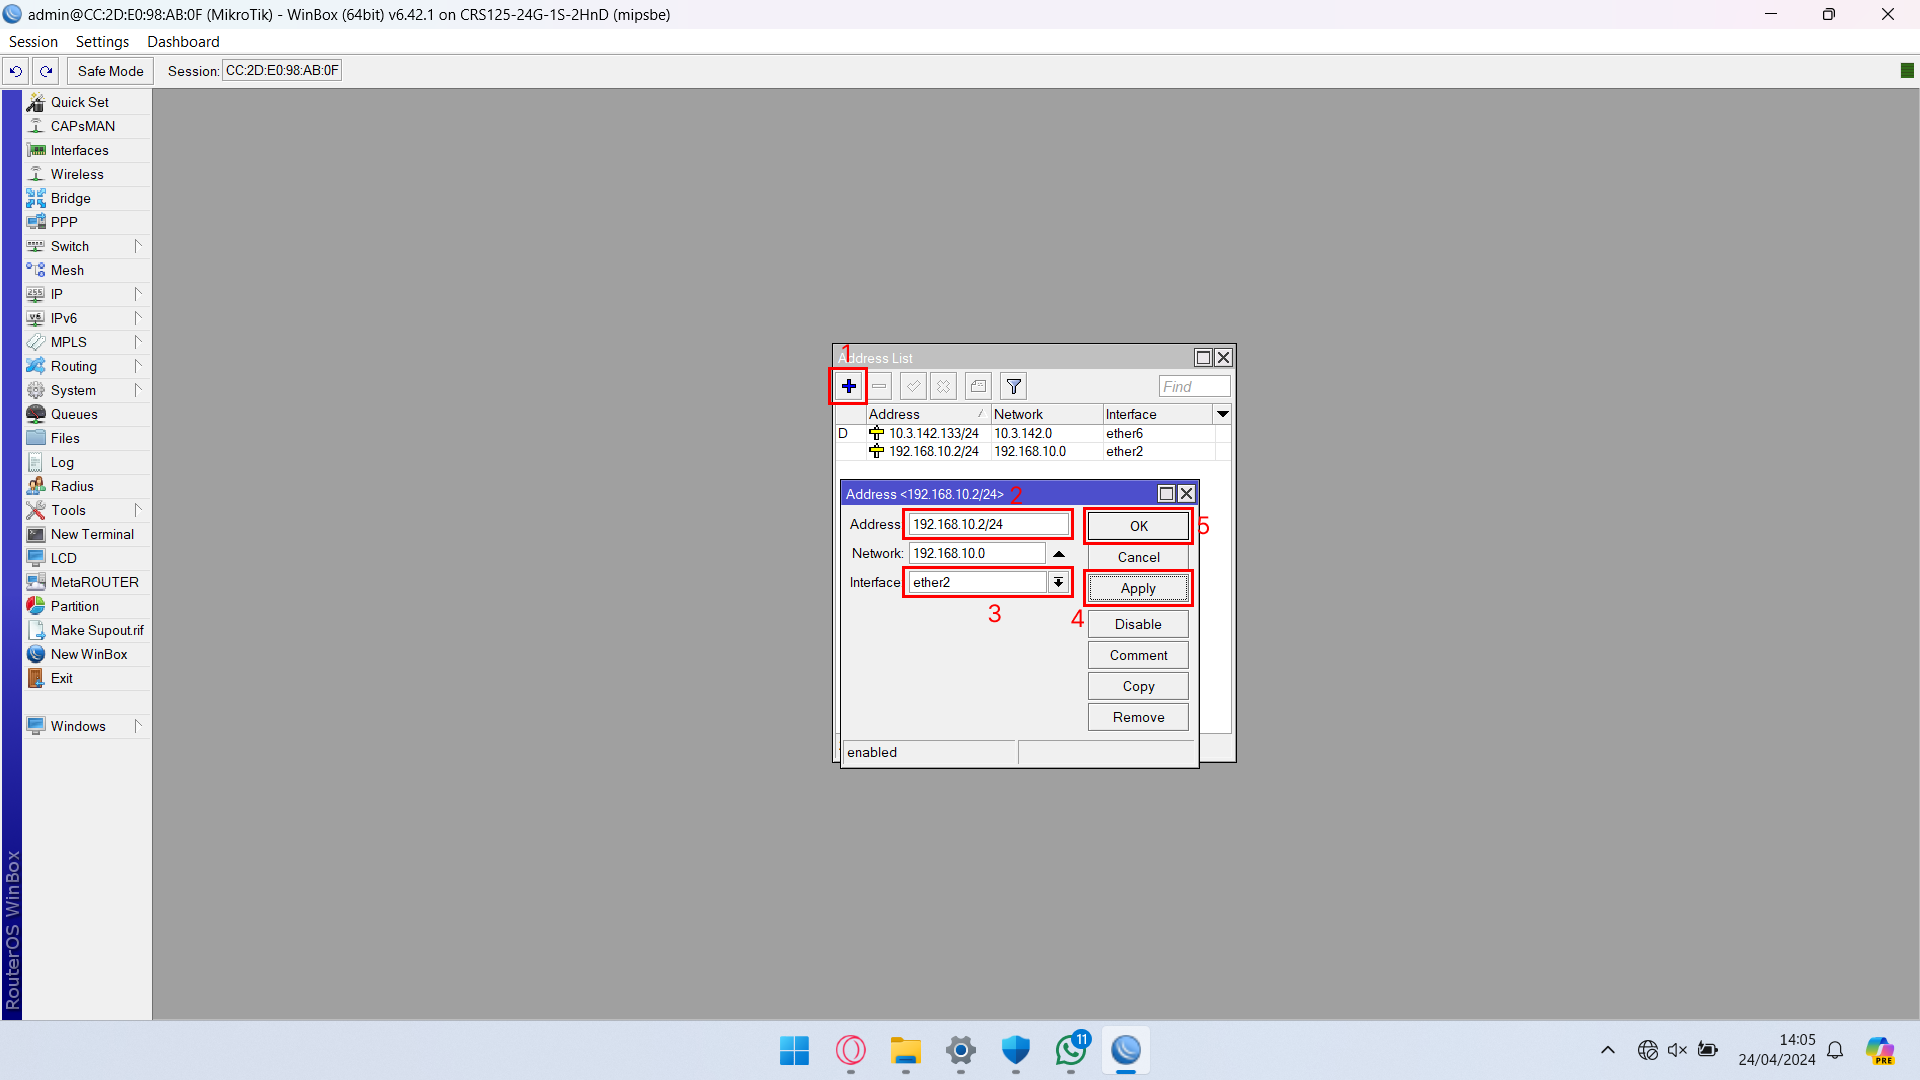 admin@CC:2D:E0:98:AB:0F (MikroTik) - WinBox (64bit) v6.42.1 on CRS125-24G-1S-2HnD (mipsbe)
Session Settings Dashboard
Safe Mode Session: CC:2D:E0:98:AB:0F
Quick Set
CAPsMAN
Interfaces
Wireless
Bridge
PPP
Switch
Mesh
IP
IPv6
MPLS
Routing
System
Queues
Files
Log
Radius
Tools
New Terminal
LCD
MetaROUTER
Partition
Make Supout.rif
New WinBox
Exit
Windows
RouterOS WinBox
1
Address List
Find
Address Network Interface
D 10.3.142.133/24 10.3.142.0 ether6
192.168.10.2/24 192.168.10.0 ether2
Address <192.168.10.2/24> 2
Address 192.168.10.2/24 OK 5
Network: 192.168.10.0 Cancel
Interface ether2 Apply
3 4
Disable
Comment
Copy
Remove
enabled
11
14:05
24/04/2024
PRE